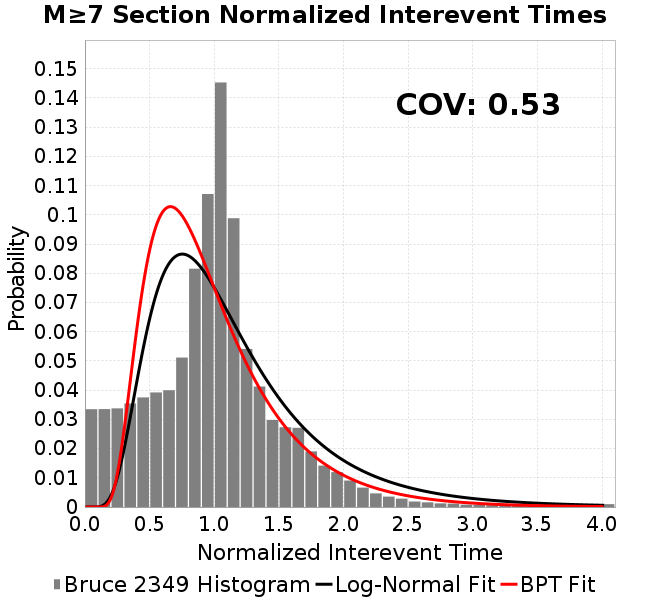 M≥7 Section Normalized Interevent Times
COV: 0.53
Probability
0.15
0.14
0.13
0.12
0.11
0.1
0.09
0.08
0.07
0.06
0.05
0.04
0.03
0.02
0.01
0
0.0 0.5 1.0 1.5 2.0 2.5 3.0 3.5 4.0
Normalized Interevent Time
Bruce 2349 Histogram Log-Normal Fit BPT Fit